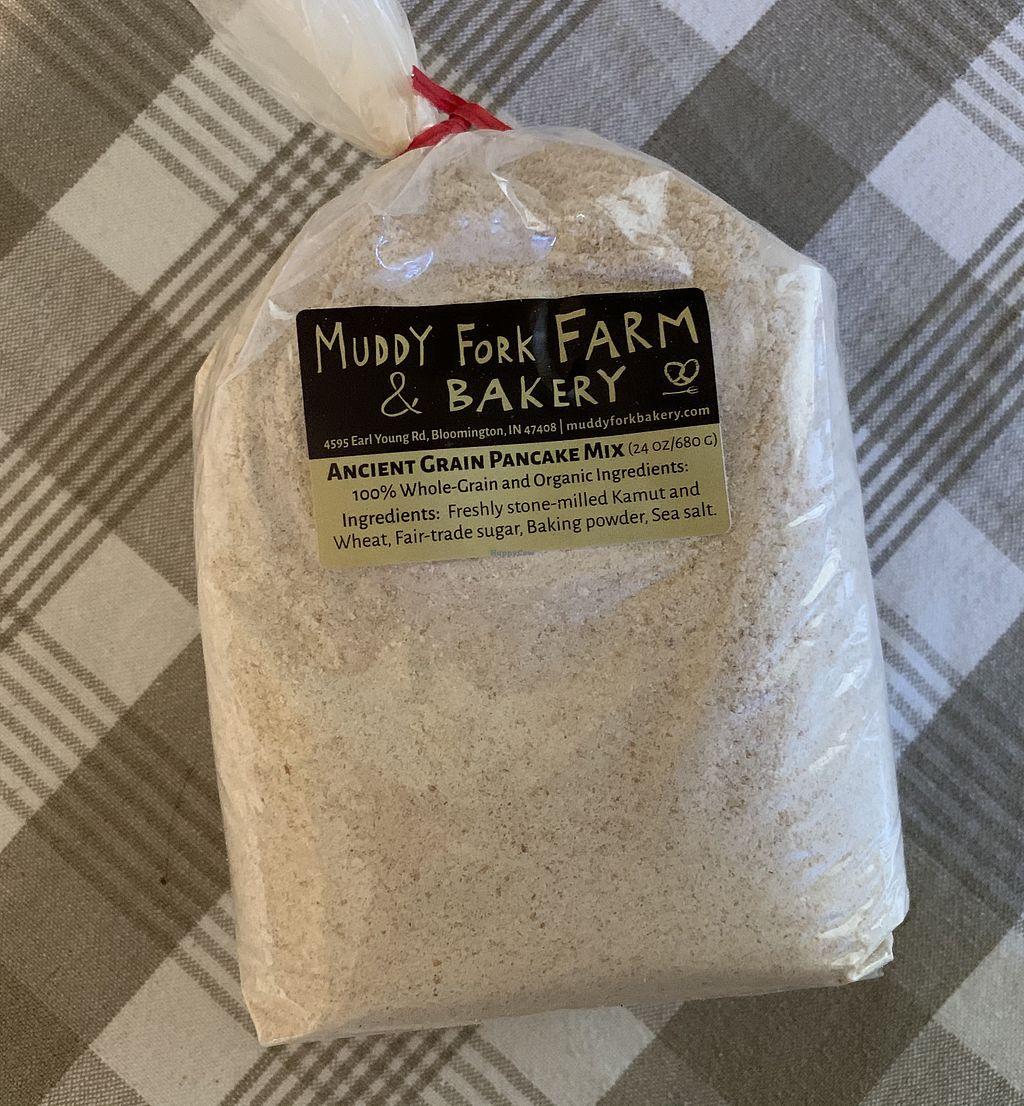 MUDDY FORK FARM
& BAKERY
4595 Earl Young Rd, Bloomington, IN 47408 | muddyforkbakery.com
ANCIENT GRAIN PANCAKE MIX (24 OZ/680 G)
100% Whole-Grain and Organic Ingredients:
Ingredients: Freshly stone-milled Kamut and
Wheat, Fair-trade sugar, Baking powder, Sea salt.
HappyCow